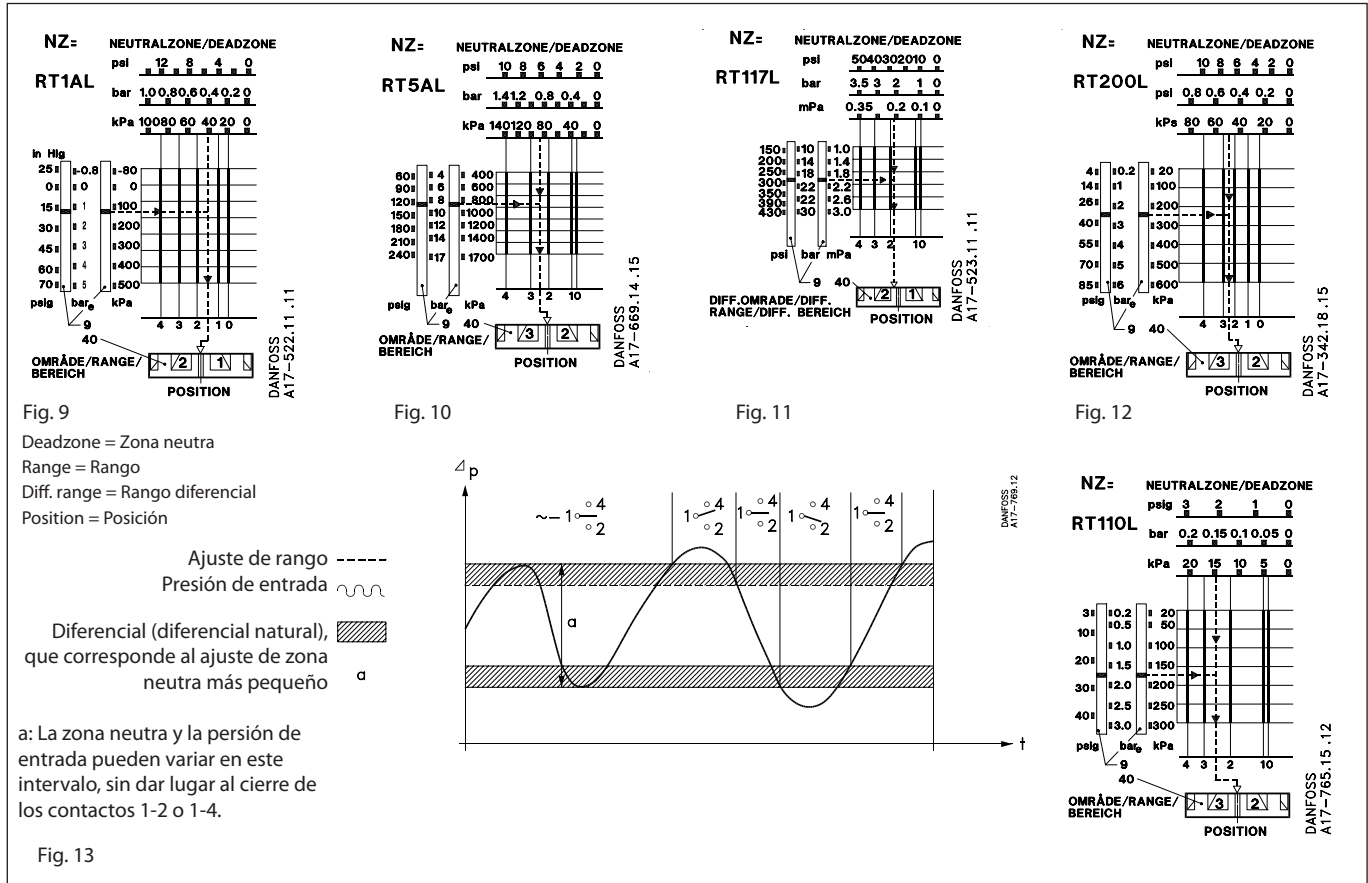 NZ= NEUTRALZONE/DEADZONE
RT1AL
psi 12 8 4 0
bar 1.0 0.8 0.6 0.4 0.2 0
kPa 100 80 60 40 20 0
in Hig
25 -0.8 -80
0 0 0
15 1 100
30 2 200
45 3 300
60 4 400
70 5 500
psig bare kPa
9
40
4 3 2 1 0
OMRÅDE/RANGE/
BEREICH
2 1
POSITION
DANFOSS
A17-522.11.11
Fig. 9
NZ= NEUTRALZONE/DEADZONE
RT5AL
psi 10 8 6 4 2 0
bar 1.4 1.2 0.8 0.4 0
kPa 140 120 80 40 0
60 4 400
90 6 600
120 8 800
150 10 1000
180 12 1200
210 14 1400
240 17 1700
psig bare kPa
9
40
4 3 2 1 0
OMRÅDE/RANGE/
BEREICH
3 2
POSITION
DANFOSS
A17-669.14.15
Fig. 10
NZ= NEUTRALZONE/DEADZONE
RT117L
psi 50 40 30 20 10 0
bar 3.5 3 2 1 0
mPa 0.35 0.2 0.1 0
150 10 1.0
200 14 1.4
250 18 1.8
300
350 22 2.2
390 22 2.6
430 30 3.0
psi bar mPa
9
40
4 3 2 1 0
DIFF.OMRADE/DIFF.
RANGE/DIFF. BEREICH
2 1
POSITION
DANFOSS
A17-523.11.11
Fig. 11
NZ= NEUTRALZONE/DEADZONE
RT200L
psi 10 8 6 4 2 0
psi 0.8 0.6 0.4 0.2 0
kPs 80 60 40 20 0
4 0.2 20
14 1 100
26 2 200
40 3 300
55 4 400
70 5 500
85 6 600
psig bare kPa
9
40
4 3 2 1 0
OMRÅDE/RANGE/
BEREICH
3 2
POSITION
DANFOSS
A17-342.18.15
Fig. 12
Deadzone = Zona neutra
Range = Rango
Diff. range = Rango diferencial
Position = Posición
Ajuste de rango
Presión de entrada
Diferencial (diferencial natural),
que corresponde al ajuste de zona
neutra más pequeño
a
a: La zona neutra y la persión de
entrada pueden variar en este
intervalo, sin dar lugar al cierre de
los contactos 1-2 o 1-4.
Fig. 13
Δp
~– 1 4 2
1 4 2
1 4 2
1 4 2
1 4 2
a
t
DANFOSS
A17-769.12
NZ= NEUTRALZONE/DEADZONE
RT110L
psig 3 2 1 0
bar 0.2 0.15 0.1 0.05 0
kPa 20 15 10 5 0
3 0.2 20
0.5 50
10 1.0 100
20 1.5 150
30 2.0 200
2.5 250
40 3.0 300
psig bare kPa
9
40
4 3 2 1 0
OMRÅDE/RANGE/
BEREICH
3 2
POSITION
DANFOSS
A17-765.15.12